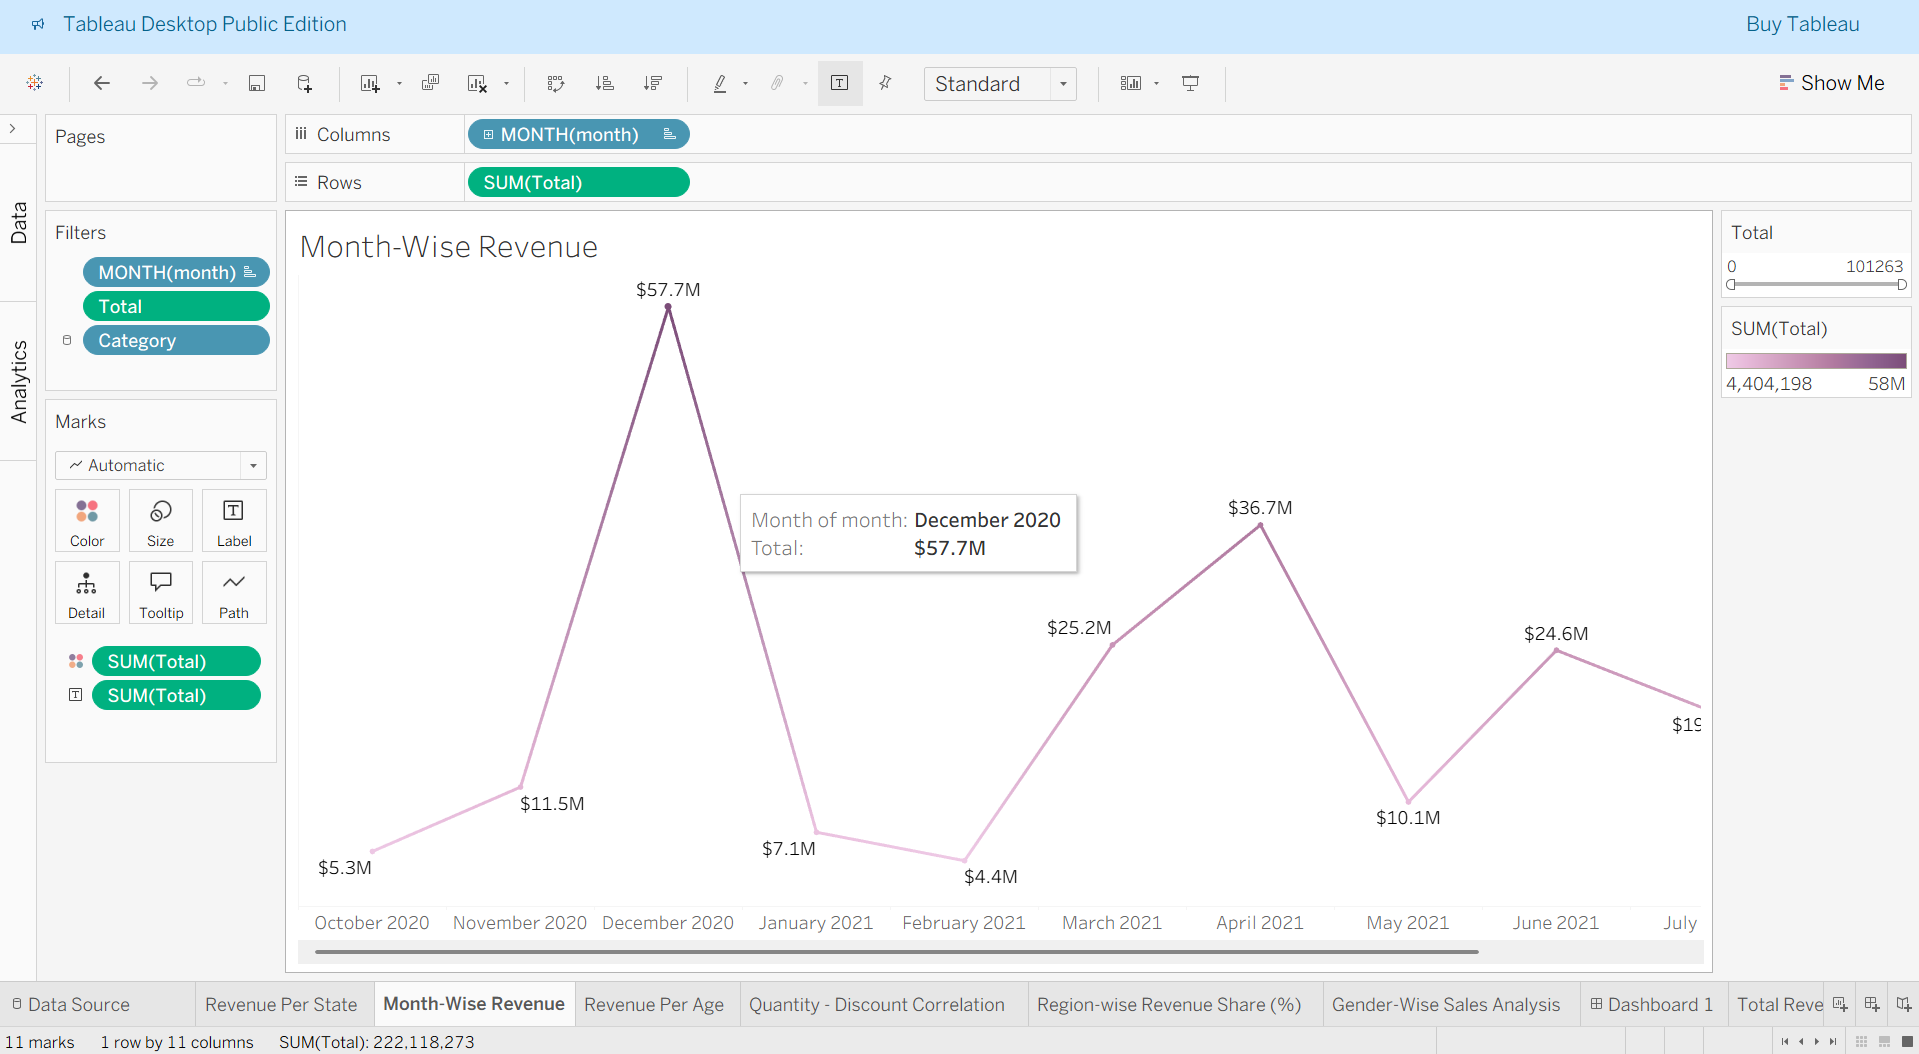 Tableau Desktop Public Edition
Buy Tableau
Standard
Show Me
Pages
Columns
MONTH(month)
Rows
SUM(Total)
Data
Analytics
Filters
MONTH(month)
Total
Category
Marks
Automatic
Color
Size
Label
Detail
Tooltip
Path
SUM(Total)
SUM(Total)
Month-Wise Revenue
$57.7M
Month of month: December 2020
Total: $57.7M
$36.7M
$25.2M
$24.6M
$19
$11.5M
$10.1M
$7.1M
$5.3M
$4.4M
October 2020 November 2020 December 2020 January 2021 February 2021 March 2021 April 2021 May 2021 June 2021 July
Total
0 101263
SUM(Total)
4,404,198 58M
Data Source Revenue Per State Month-Wise Revenue Revenue Per Age Quantity - Discount Correlation Region-wise Revenue Share (%) Gender-Wise Sales Analysis Dashboard 1 Total Reve
11 marks 1 row by 11 columns SUM(Total): 222,118,273